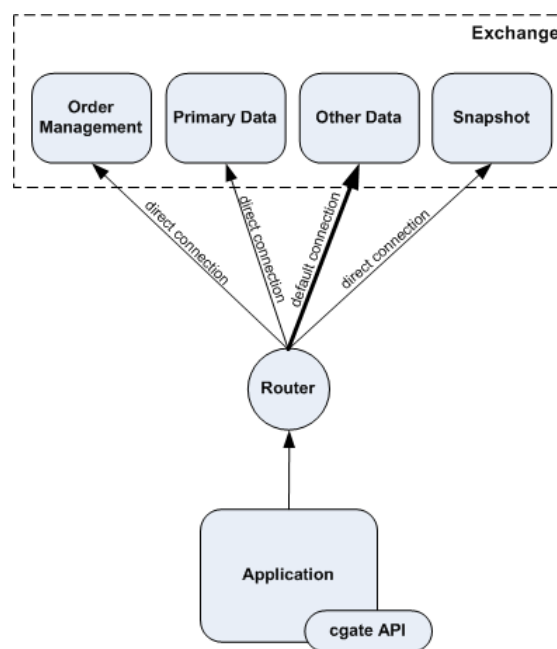 Exchange
Order
Management
Primary Data
Other Data
Snapshot
direct connection
direct connection
default connection
direct connection
Router
Application
cgate API